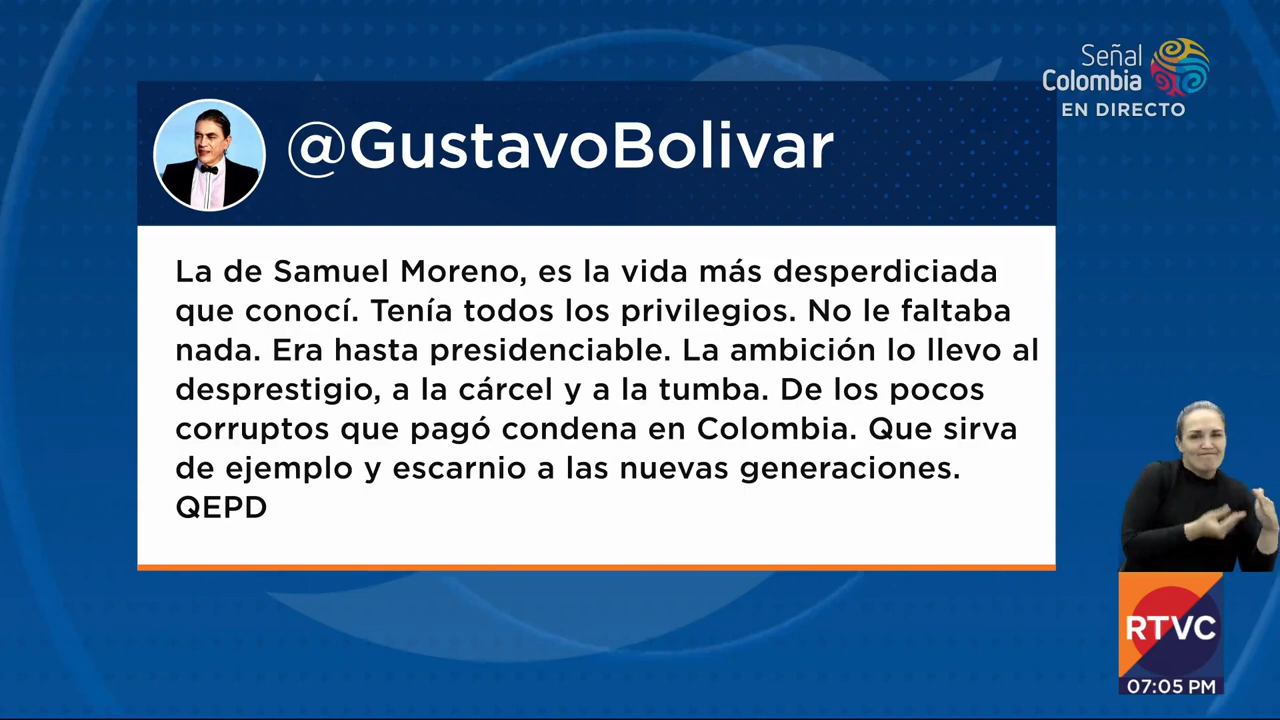 Señal
Colombia
EN DIRECTO
@GustavoBolivar
La de Samuel Moreno, es la vida más desperdiciada
que conocí. Tenía todos los privilegios. No le faltaba
nada. Era hasta presidenciable. La ambición lo llevo al
desprestigio, a la cárcel y a la tumba. De los pocos
corruptos que pagó condena en Colombia. Que sirva
de ejemplo y escarnio a las nuevas generaciones.
QEPD
RTVC
07:05 PM